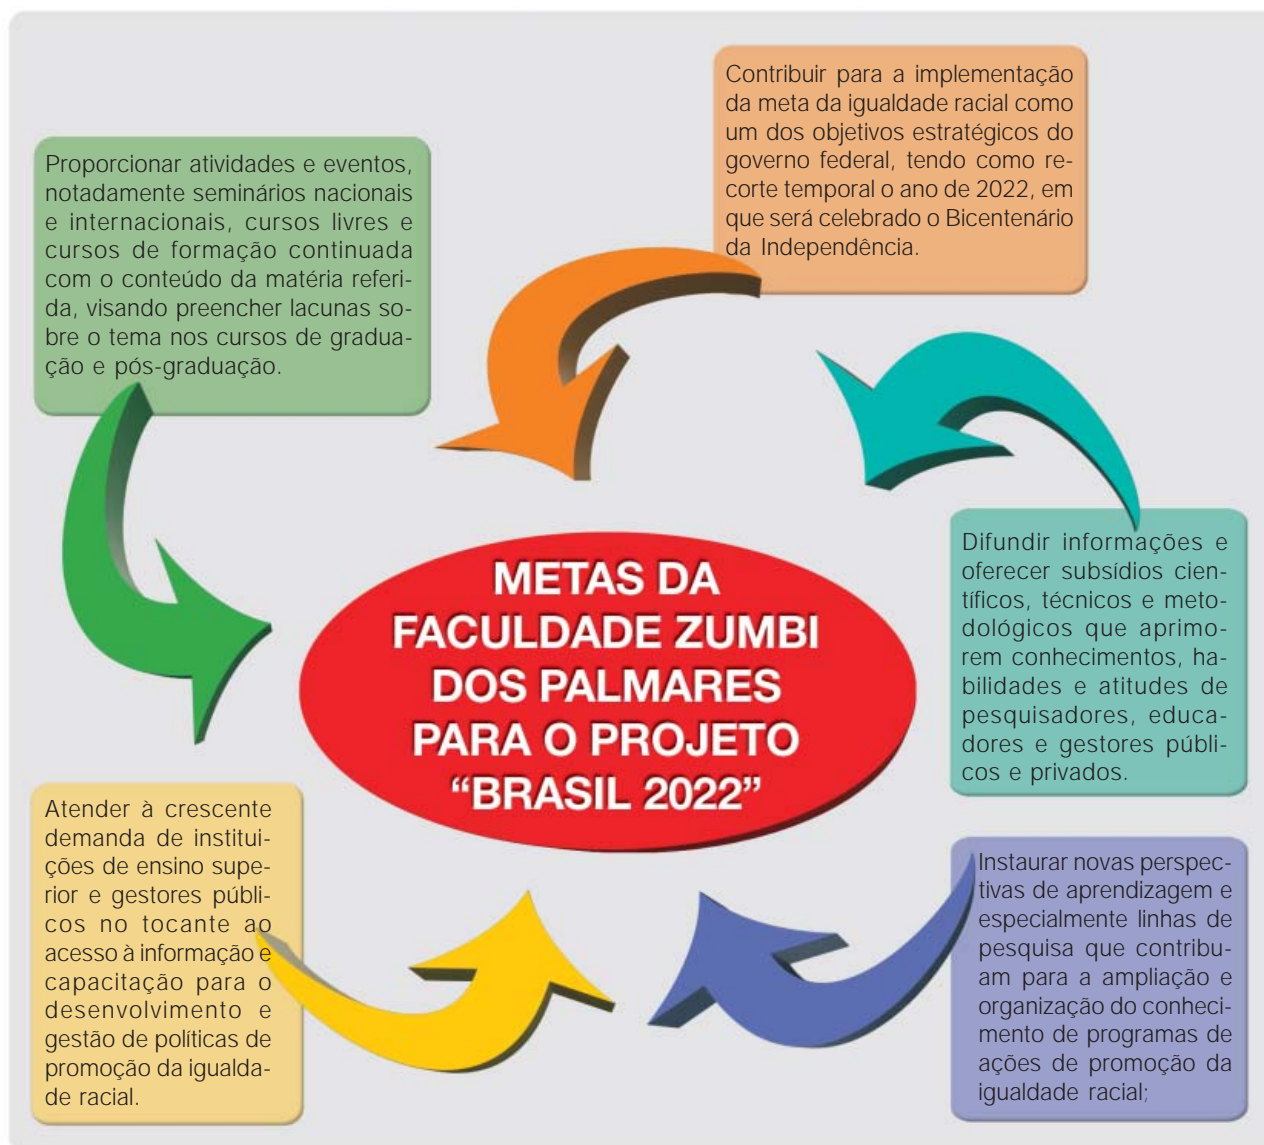 Contribuir para a implementação
da meta da igualdade racial como
um dos objetivos estratégicos do
governo federal, tendo como re-
corte temporal o ano de 2022, em
que será celebrado o Bicentenário
da Independência.
Proporcionar atividades e eventos,
notadamente seminários nacionais
e internacionais, cursos livres e
cursos de formação continuada
com o conteúdo da matéria referi-
da, visando preencher lacunas so-
bre o tema nos cursos de gradua-
ção e pós-graduação.
METAS DA
FACULDADE ZUMBI
DOS PALMARES
PARA O PROJETO
“BRASIL 2022”
Difundir informações e
oferecer subsídios cien-
tíficos, técnicos e meto-
dológicos que aprimo-
rem conhecimentos, ha-
bilidades e atitudes de
pesquisadores, educa-
dores e gestores públi-
cos e privados.
Atender à crescente
demanda de institui-
ções de ensino supe-
rior e gestores públi-
cos no tocante ao
acesso à informação e
capacitação para o
desenvolvimento e
gestão de políticas de
promoção da igualda-
de racial.
Instaurar novas perspec-
tivas de aprendizagem e
especialmente linhas de
pesquisa que contribu-
am para a ampliação e
organização do conheci-
mento de programas de
ações de promoção da
igualdade racial;